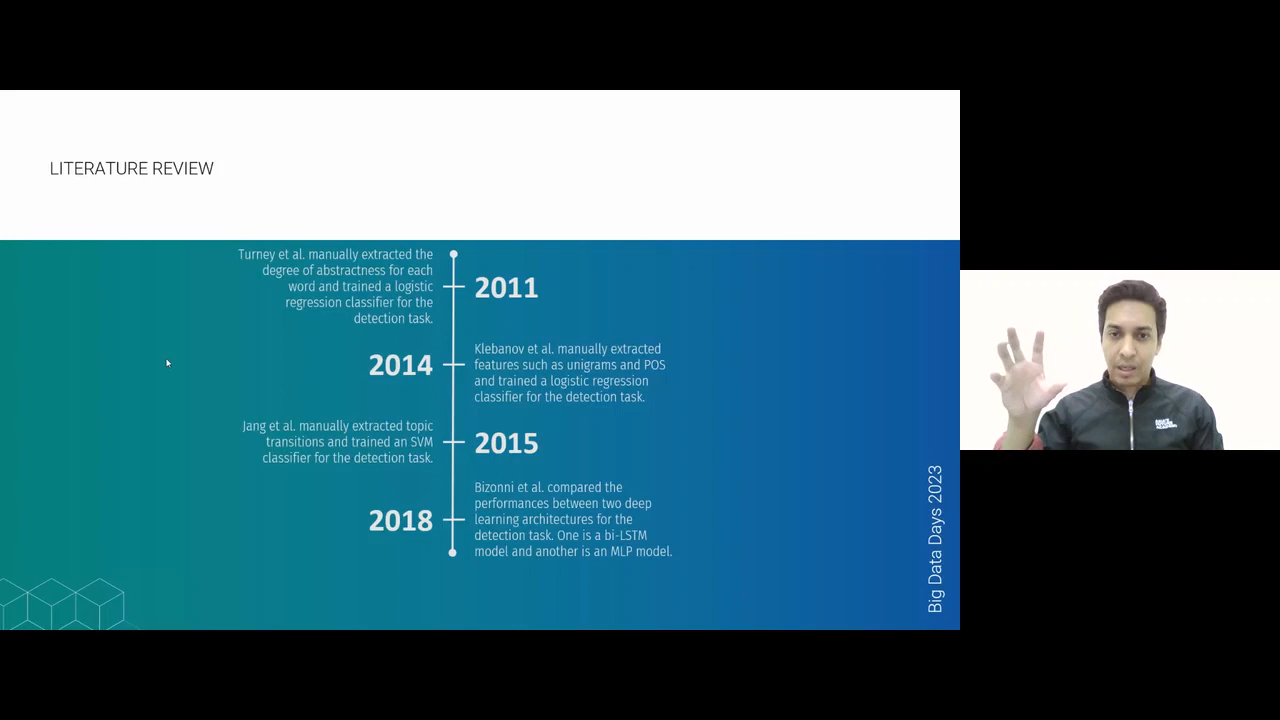 LITERATURE REVIEW
Turney et al. manually extracted the
degree of abstractness for each
word and trained a logistic
regression classifier for the
detection task.
2011
2014
Klebanov et al. manually extracted
features such as unigrams and POS
and trained a logistic regression
classifier for the detection task.
Jang et al. manually extracted topic
transitions and trained an SVM
classifier for the detection task.
2015
2018
Bizonni et al. compared the
performances between two deep
learning architectures for the
detection task. One is a bi-LSTM
model and another is an MLP model.
Big Data Days 2023